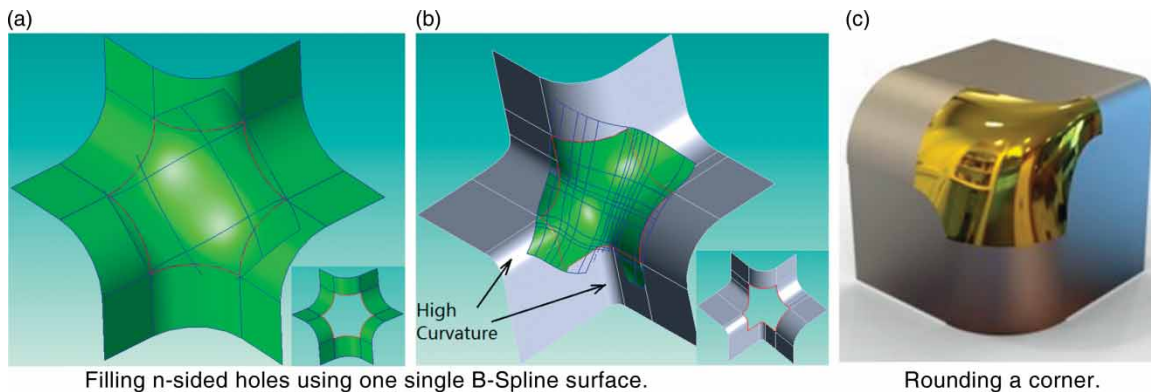 (a)
(b)
(c)
High
Curvature
Filling n-sided holes using one single B-Spline surface.
Rounding a corner.